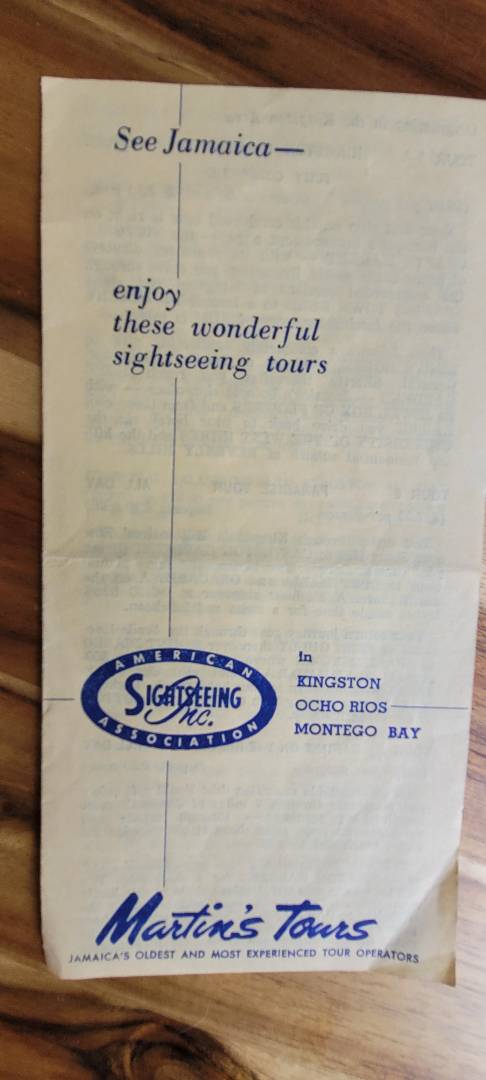 See Jamaica—
enjoy
these wonderful
sightseeing tours
AMERICAN
SIGHTSEEING
Inc.
ASSOCIATION
in
KINGSTON
OCHO RIOS
MONTEGO BAY
Martin's Tours
JAMAICA'S OLDEST AND MOST EXPERIENCED TOUR OPERATORS